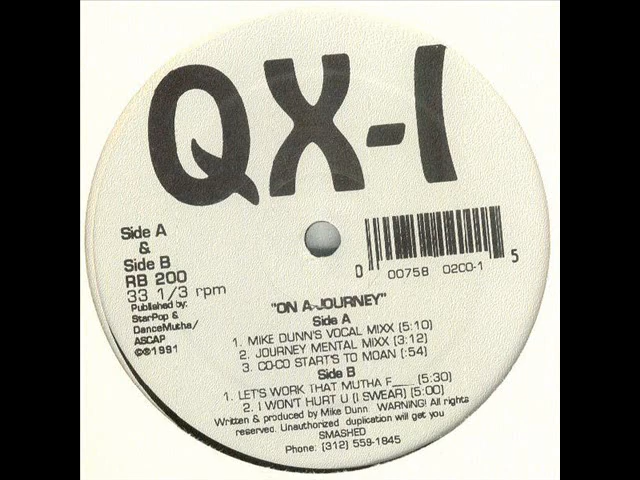 QX-1
Side A
&
Side B
RB 200
33 1/3 rpm
Published by:
StarPop &
DanceMutha/
ASCAP
©℗1991
0 00758 02C0-1 5
"ON A JOURNEY"
Side A
1. MIKE DUNN'S VOCAL MIXX (5:10)
2. JOURNEY MENTAL MIXX (3:12)
3. CO-CO START'S TO MOAN (:54)
Side B
1. LET'S WORK THAT MUTHA F___ (5:30)
2. I WON'T HURT U (I SWEAR) (5:00)
Written & produced by Mike Dunn WARNING! All rights
reserved. Unauthorized duplication will get you
SMASHED
Phone: (312) 559-1845